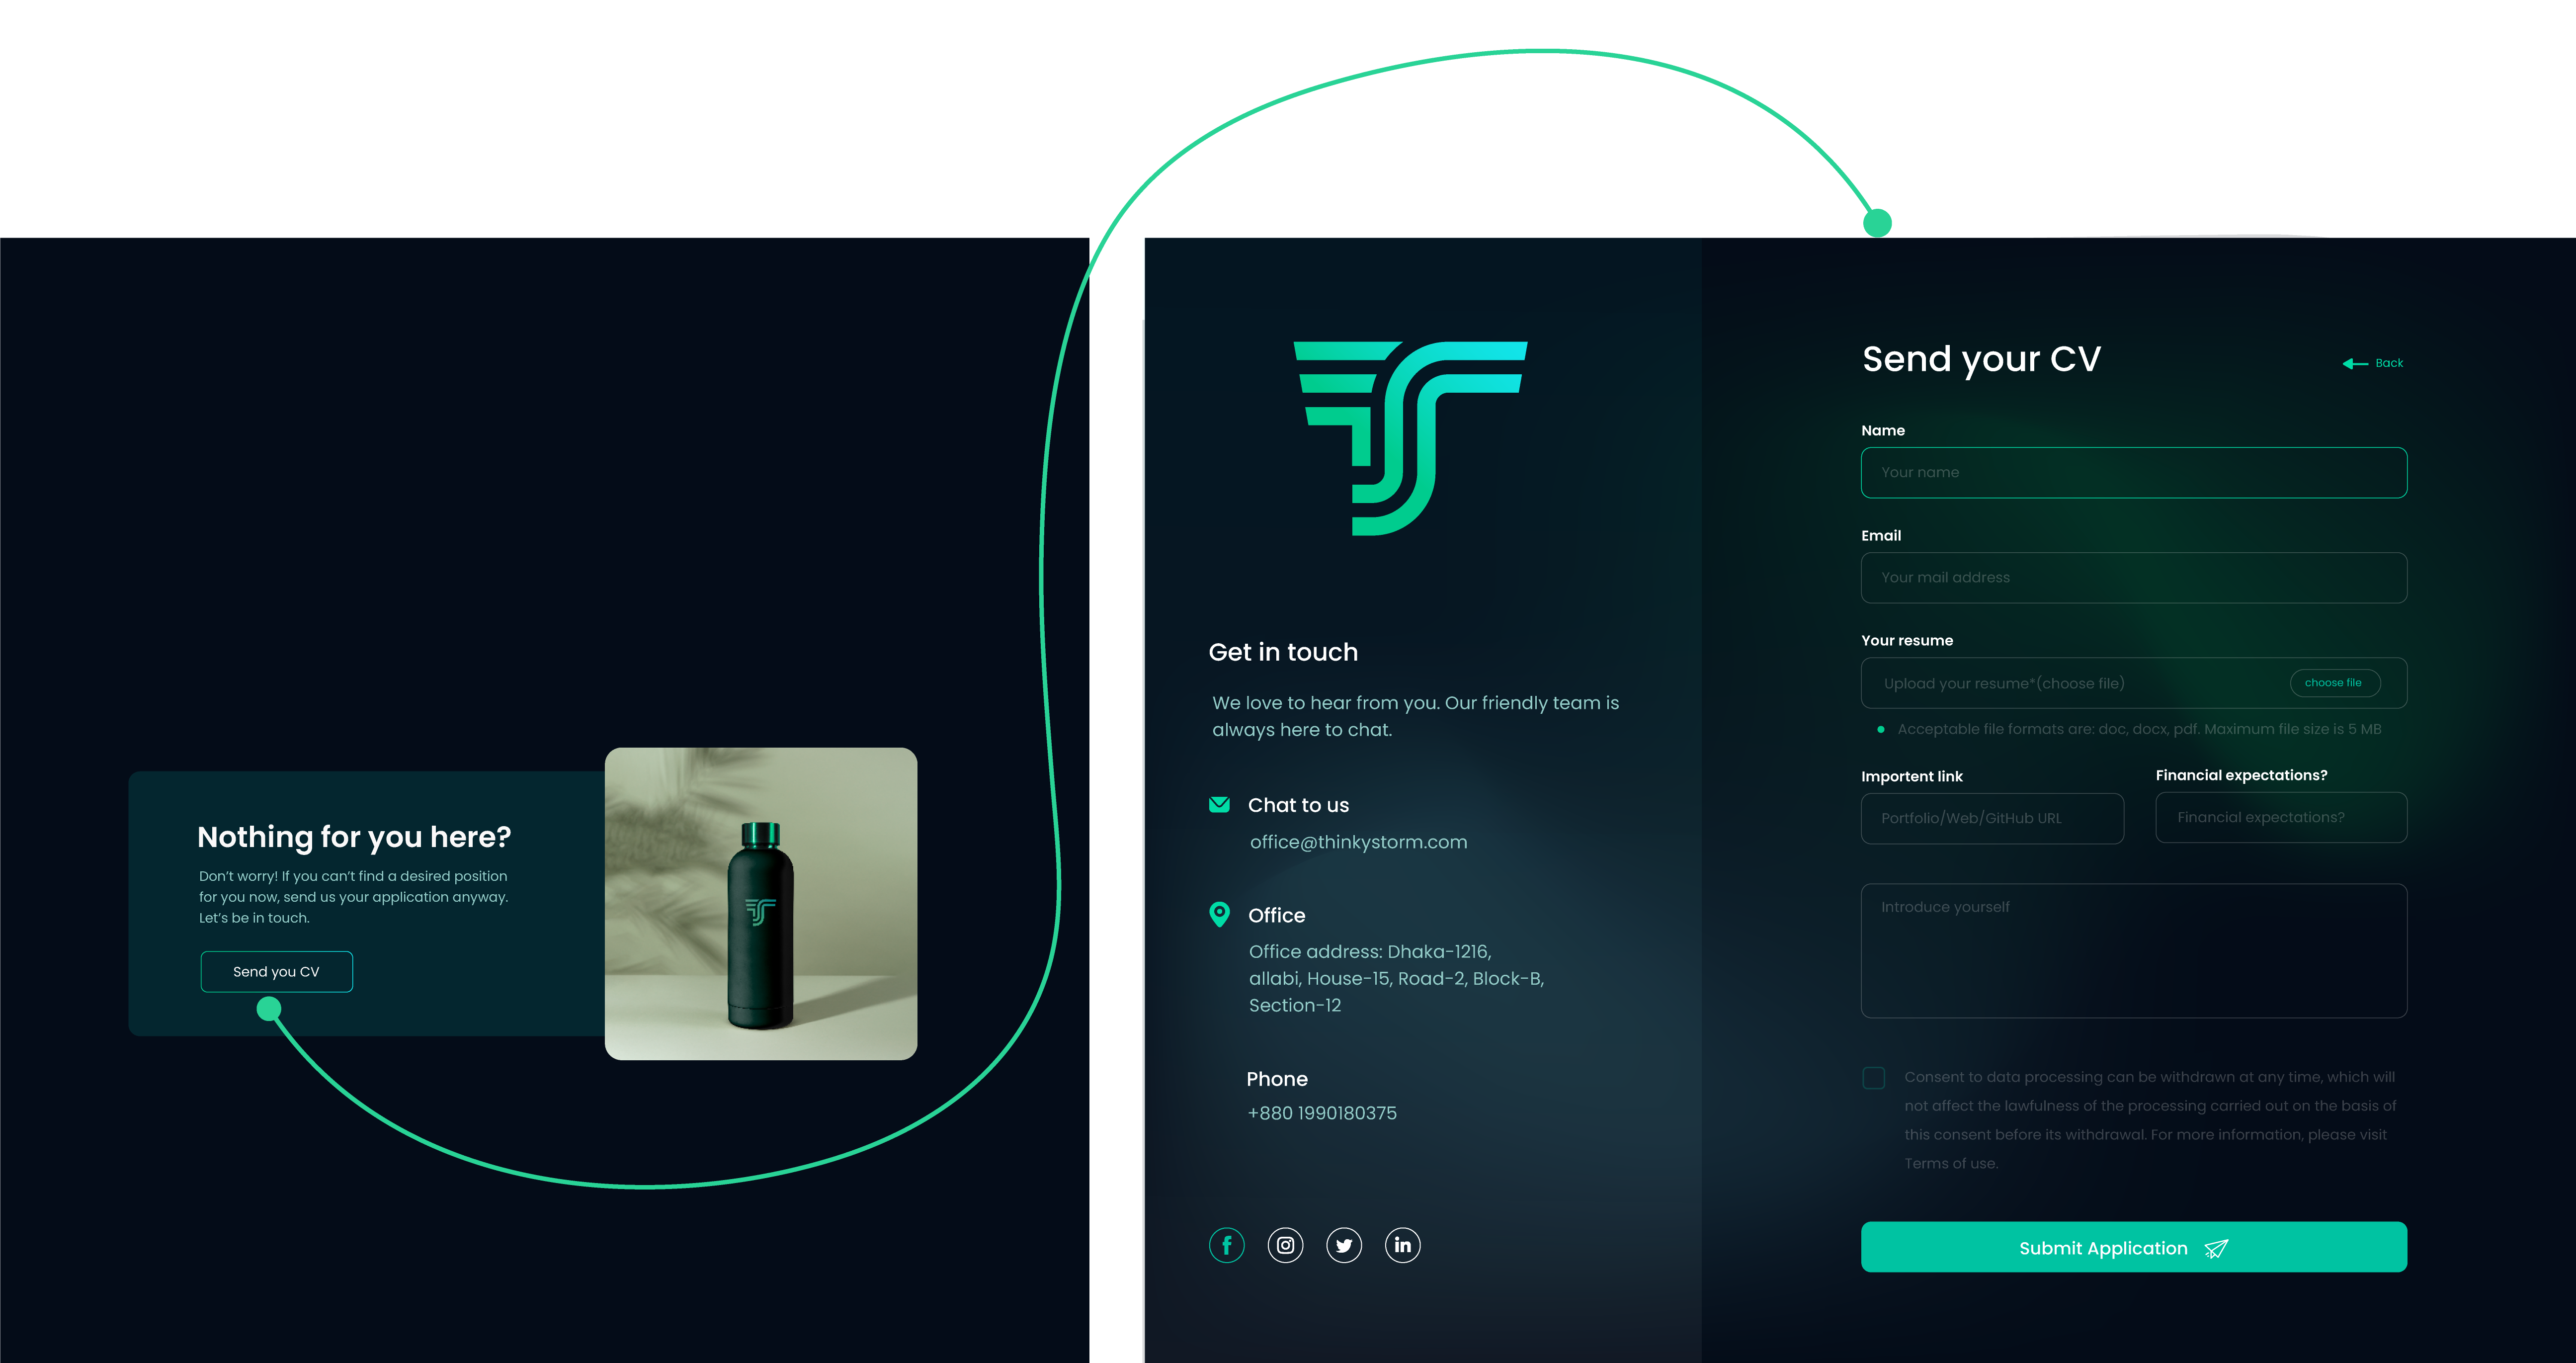 Nothing for you here?
Don't worry! If you can't find a desired position
for you now, send us your application anyway.
Let's be in touch.
Send you CV
Get in touch
We love to hear from you. Our friendly team is
always here to chat.
Chat to us
office@thinkystorm.com
Office
Office address: Dhaka-1216,
allabi, House-15, Road-2, Block-B,
Section-12
Phone
+880 1990180375
Send your CV
Back
Name
Your name
Email
Your mail address
Your resume
Upload your resume*(choose file)
choose file
Acceptable file formats are: doc, docx, pdf. Maximum file size is 5 MB
Importent link
Financial expectations?
Portfolio/Web/GitHub URL
Financial expectations?
Introduce yourself
Consent to data processing can be withdrawn at any time, which will
not affect the lawfulness of the processing carried out on the basis of
this consent before its withdrawal. For more information, please visit
Terms of use.
Submit Application